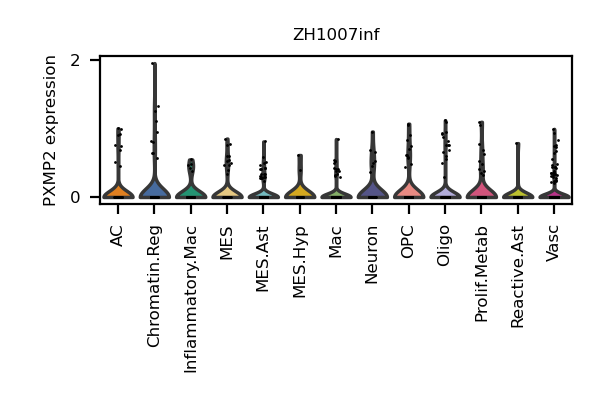 ZH1007inf
PXMP2 expression
2
0
AC
Chromatin.Reg
Inflammatory.Mac
MES
MES.Ast
MES.Hyp
Mac
Neuron
OPC
Oligo
Prolif.Metab
Reactive.Ast
Vasc